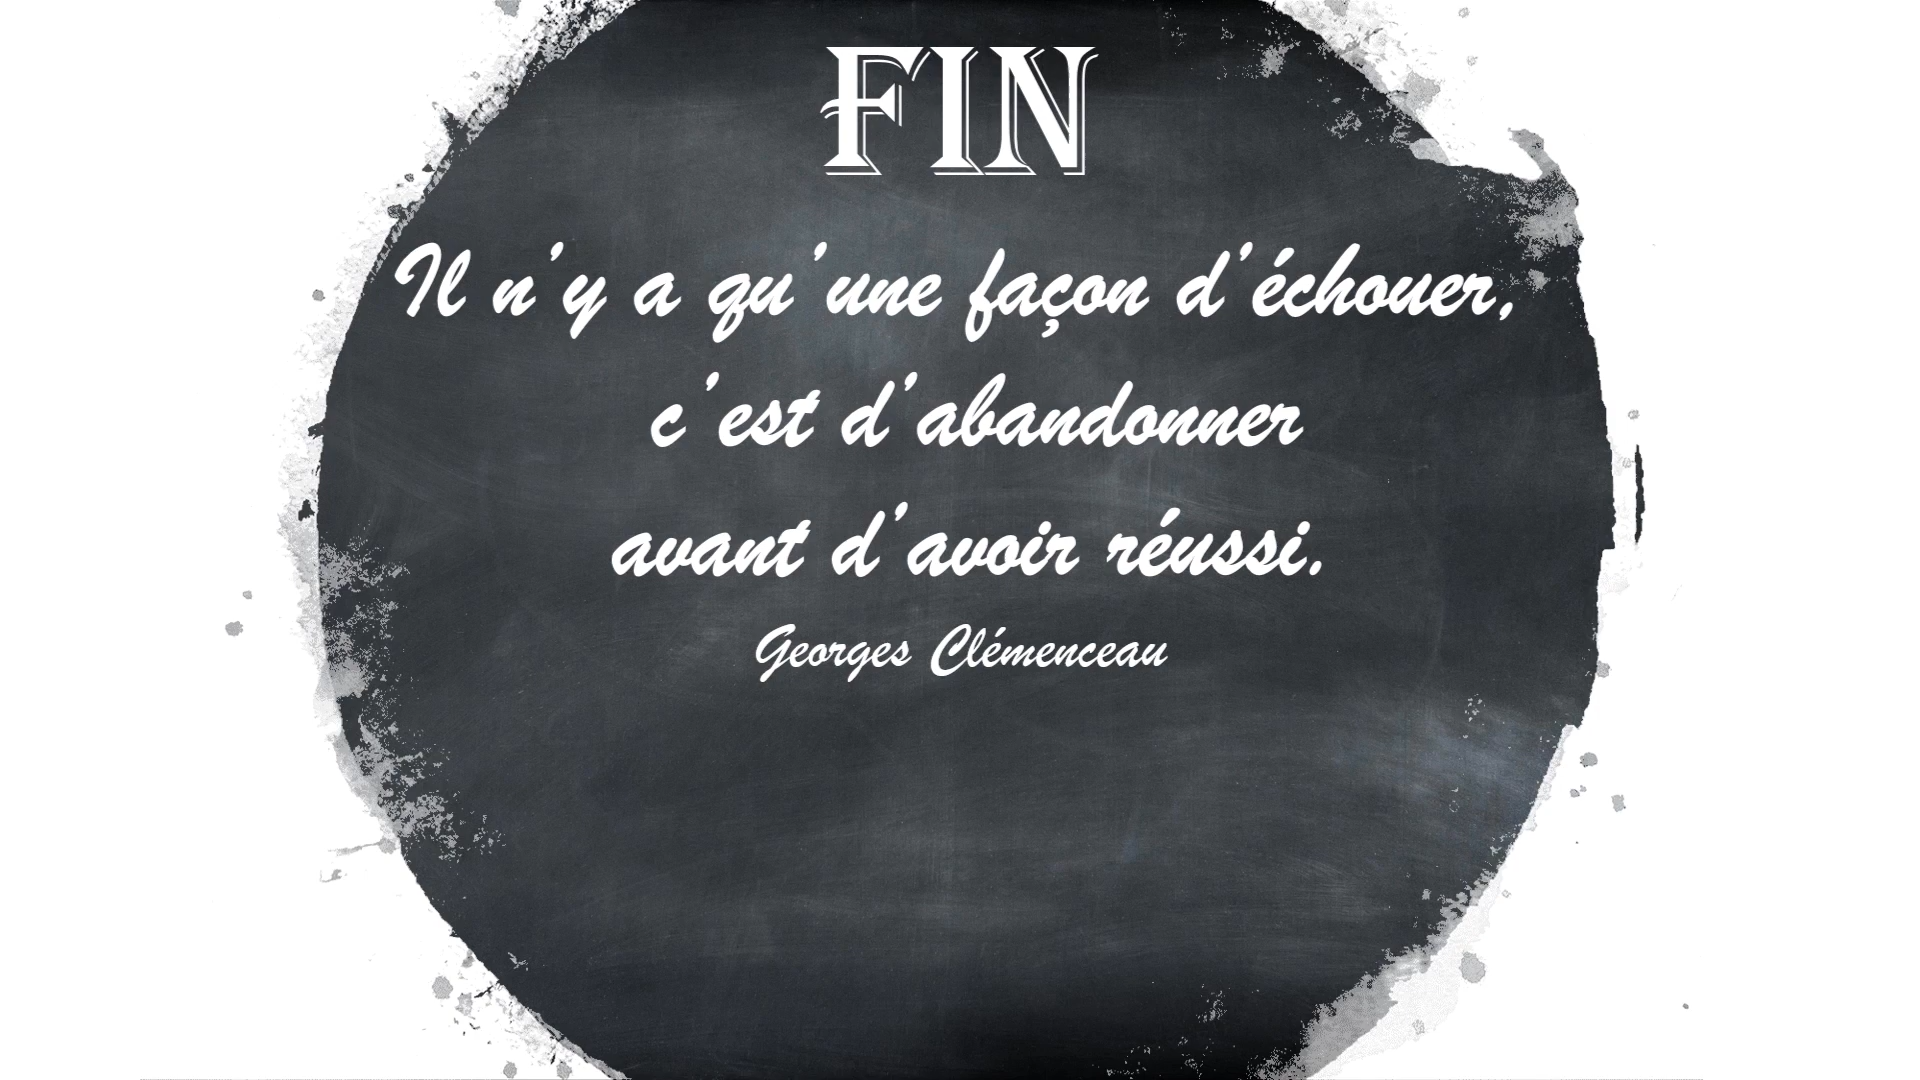 FIN
Il n’y a qu’une façon d’échouer,
c’est d’abandonner
avant d’avoir réussi.
Georges Clémenceau